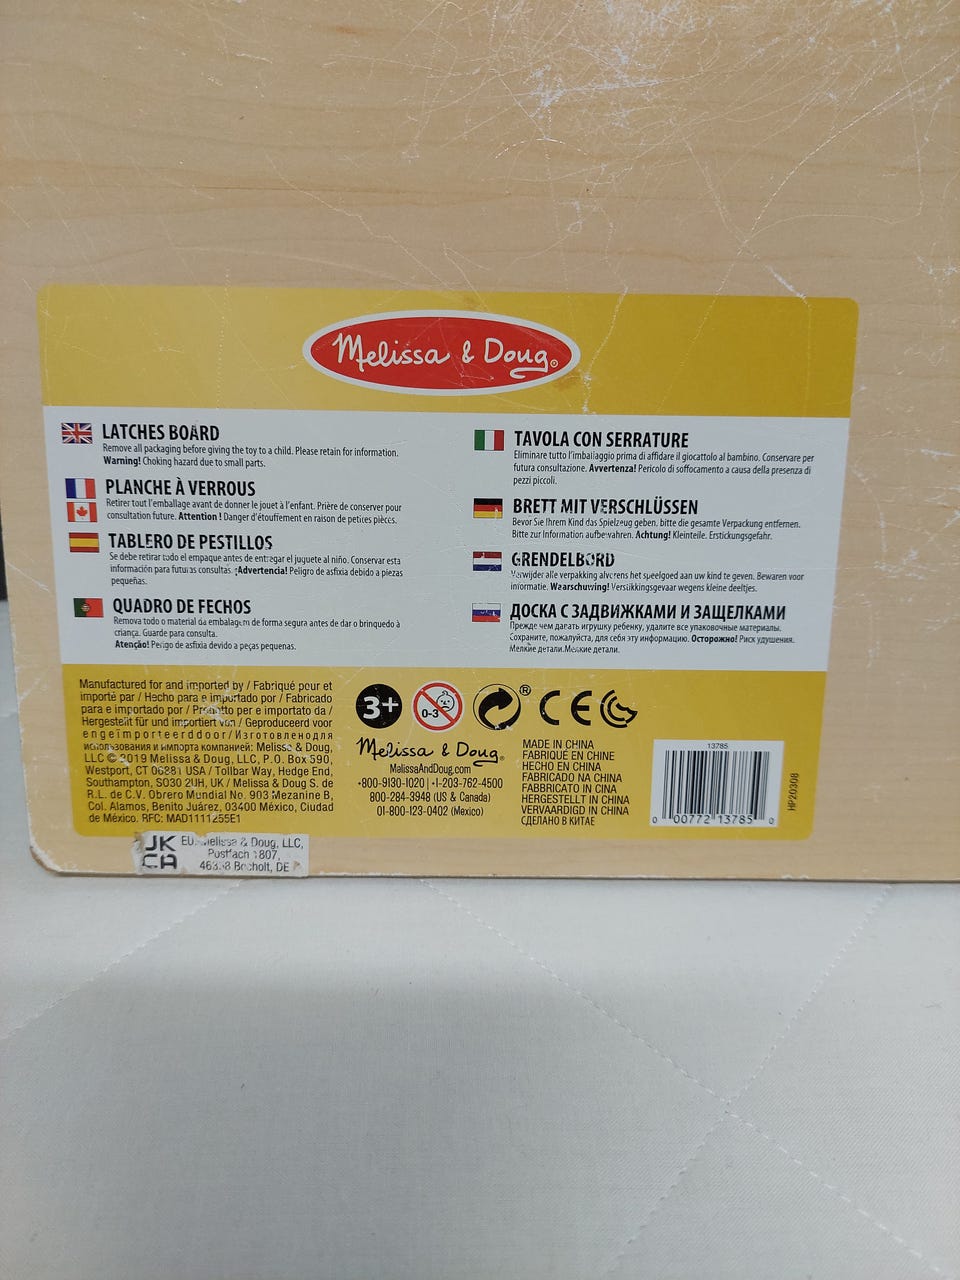 Melissa & Doug®
LATCHES BOARD
Remove all packaging before giving the toy to a child. Please retain for information.
Warning! Choking hazard due to small parts.
PLANCHE À VERROUS
Retirer tout l'emballage avant de donner le jouet à l'enfant. Prière de conserver pour
consultation future. Attention ! Danger d'étouffement en raison de petites pièces.
TABLERO DE PESTILLOS
Se debe retirar todo el empaque antes de entregar el juguete al niño. Conservar esta
información para futuras consultas. ¡Advertencia! Peligro de asfixia debido a piezas
pequeñas.
QUADRO DE FECHOS
Remova todo o material da embalagem de forma segura antes de dar o brinquedo à
criança. Guarde para consulta.
Atenção! Perigo de asfixia devido a peças pequenas.
TAVOLA CON SERRATURE
Eliminare tutto l'imballaggio prima di affidare il giocattolo al bambino. Conservare per
futura consultazione. Avvertenza! Pericolo di soffocamento a causa della presenza di
pezzi piccoli.
BRETT MIT VERSCHLÜSSEN
Bevor Sie Ihrem Kind das Spielzeug geben, bitte die gesamte Verpackung entfernen.
Bitte zur Information aufbewahren. Achtung! Kleinteile. Erstickungsgefahr.
GRENDELBORD
Verwijder alle verpakking alvorens het speelgoed aan uw kind te geven. Bewaren voor
informatie. Waarschuwing! Verstikkingsgevaar wegens kleine deeltjes.
ДОСКА С ЗАДВИЖКАМИ И ЗАЩЕЛКАМИ
Прежде чем дагать игрушку ребенку, удалите все упаковочные материалы.
Сохраните, пожалуйста, для себя эту информацию. Осторожно! Риск удушения.
Мелкие детали.Мелкие детали.
Manufactured for and imported by / Fabriqué pour et
importé par / Hecho para e importado por / Fabricado
para e importado por / Prodotto per e importato da /
Hergestellt für und importiert von / Geproduceerd voor
en geïmporteerd door / Изготовлено для
использования и импорта компанией: Melissa & Doug,
LLC © 2019 Melissa & Doug, LLC, P.O. Box 590,
Westport, CT 06881 USA / Tollbar Way, Hedge End,
Southampton, SO30 2UH, UK / Melissa & Doug S. de
R.L. de C.V. Obrero Mundial No. 903 Mezanine B,
Col. Alamos, Benito Juárez, 03400 México, Ciudad
de México. RFC: MAD1111255E1
3+
0-3
®
CE
Melissa & Doug®
MelissaAndDoug.com
+800-9130-1020 | +1-203-762-4500
800-284-3948 (US & Canada)
01-800-123-0402 (Mexico)
MADE IN CHINA
FABRIQUÉ EN CHINE
HECHO EN CHINA
FABRICADO NA CHINA
FABBRICATO IN CINA
HERGESTELLT IN CHINA
VERVAARDIGD IN CHINA
СДЕЛАНО В КИТАЕ
13785
0 00772 13785 0
HP20308
UK
CA
EU: Melissa & Doug, LLC,
Postfach 1807,
Bocholt, DE